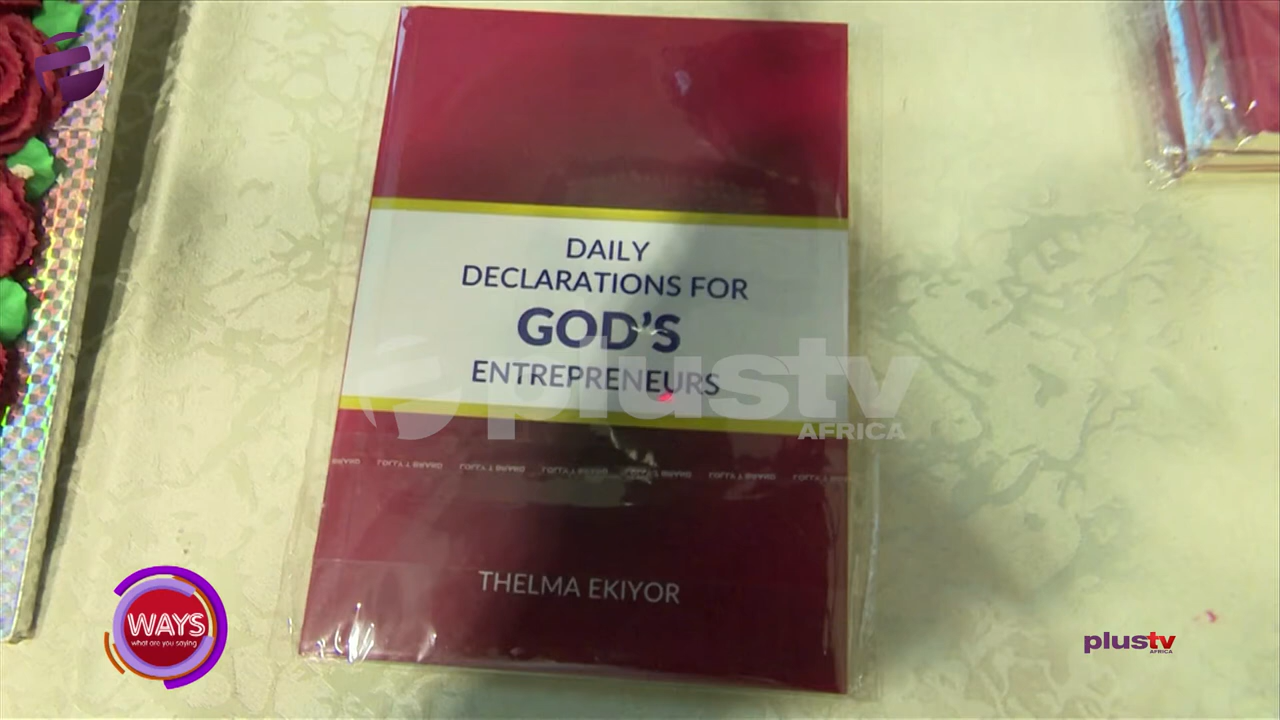 DAILY
DECLARATIONS FOR
GOD'S
ENTREPRENEURS
plustv
AFRICA
THELMA EKIYOR
WAYS
what are you saying
plustv
AFRICA